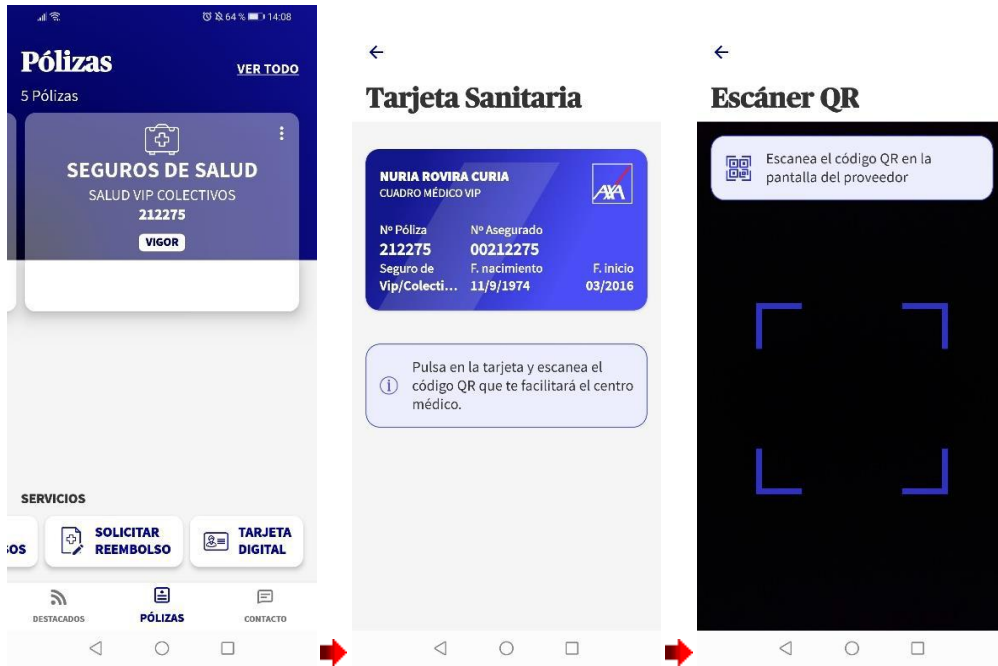 64 % 14:08
Pólizas
VER TODO
5 Pólizas
SEGUROS DE SALUD
SALUD VIP COLECTIVOS
212275
VIGOR
SERVICIOS
SOS
SOLICITAR
REEMBOLSO
TARJETA
DIGITAL
DESTACADOS
PÓLIZAS
CONTACTO
Tarjeta Sanitaria
NURIA ROVIRA CURIA
CUADRO MÉDICO VIP
AXA
Nº Póliza Nº Asegurado
212275 00212275
Seguro de F. nacimiento F. inicio
Vip/Colecti... 11/9/1974 03/2016
Pulsa en la tarjeta y escanea el
código QR que te facilitará el centro
médico.
Escáner QR
Escanea el código QR en la
pantalla del proveedor